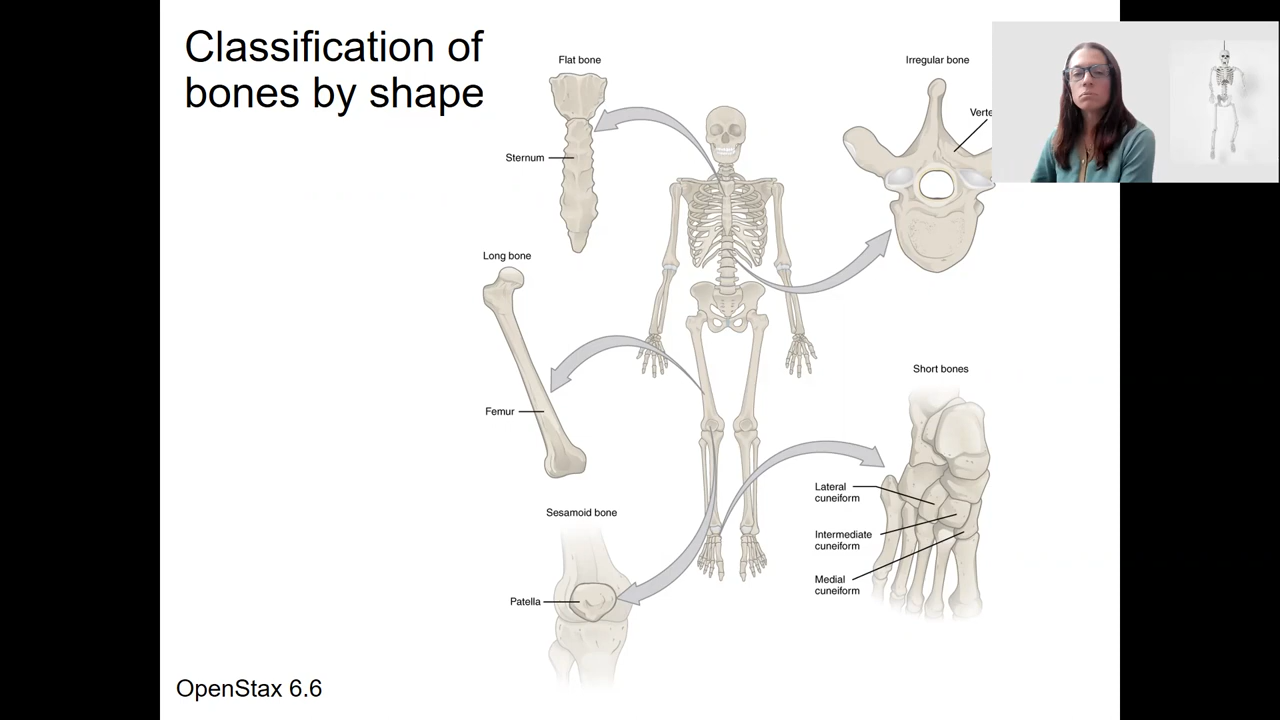 Classification of
bones by shape
Flat bone
Irregular bone
Sternum
Long bone
Femur
Short bones
Lateral
cuneiform
Intermediate
cuneiform
Medial
cuneiform
Sesamoid bone
Patella
OpenStax 6.6